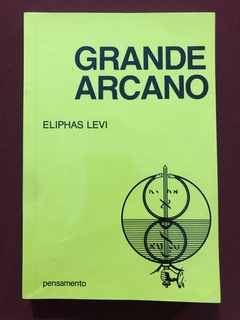 GRANDE
ARCANO
ELIPHAS LEVI
pensamento